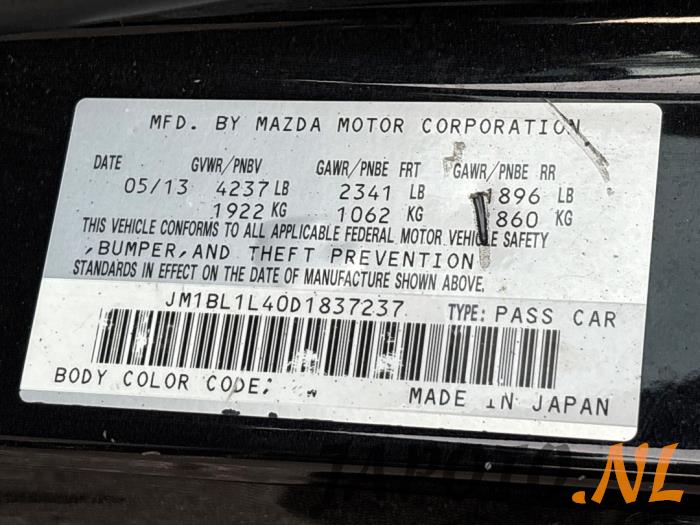 MFD. BY MAZDA MOTOR CORPORATION
DATE GVWR/PNBV GAWR/PNBE FRT GAWR/PNBE RR
05/13 4237 LB 2341 LB 1896 LB
1922 KG 1062 KG 860 KG
THIS VEHICLE CONFORMS TO ALL APPLICABLE FEDERAL MOTOR VEHICLE SAFETY
,BUMPER,AND THEFT PREVENTION
STANDARDS IN EFFECT ON THE DATE OF MANUFACTURE SHOWN ABOVE.
JM1BL1L40D1837237 TYPE: PASS CAR
BODY COLOR CODE:
MADE IN JAPAN
JAPOTO.NL